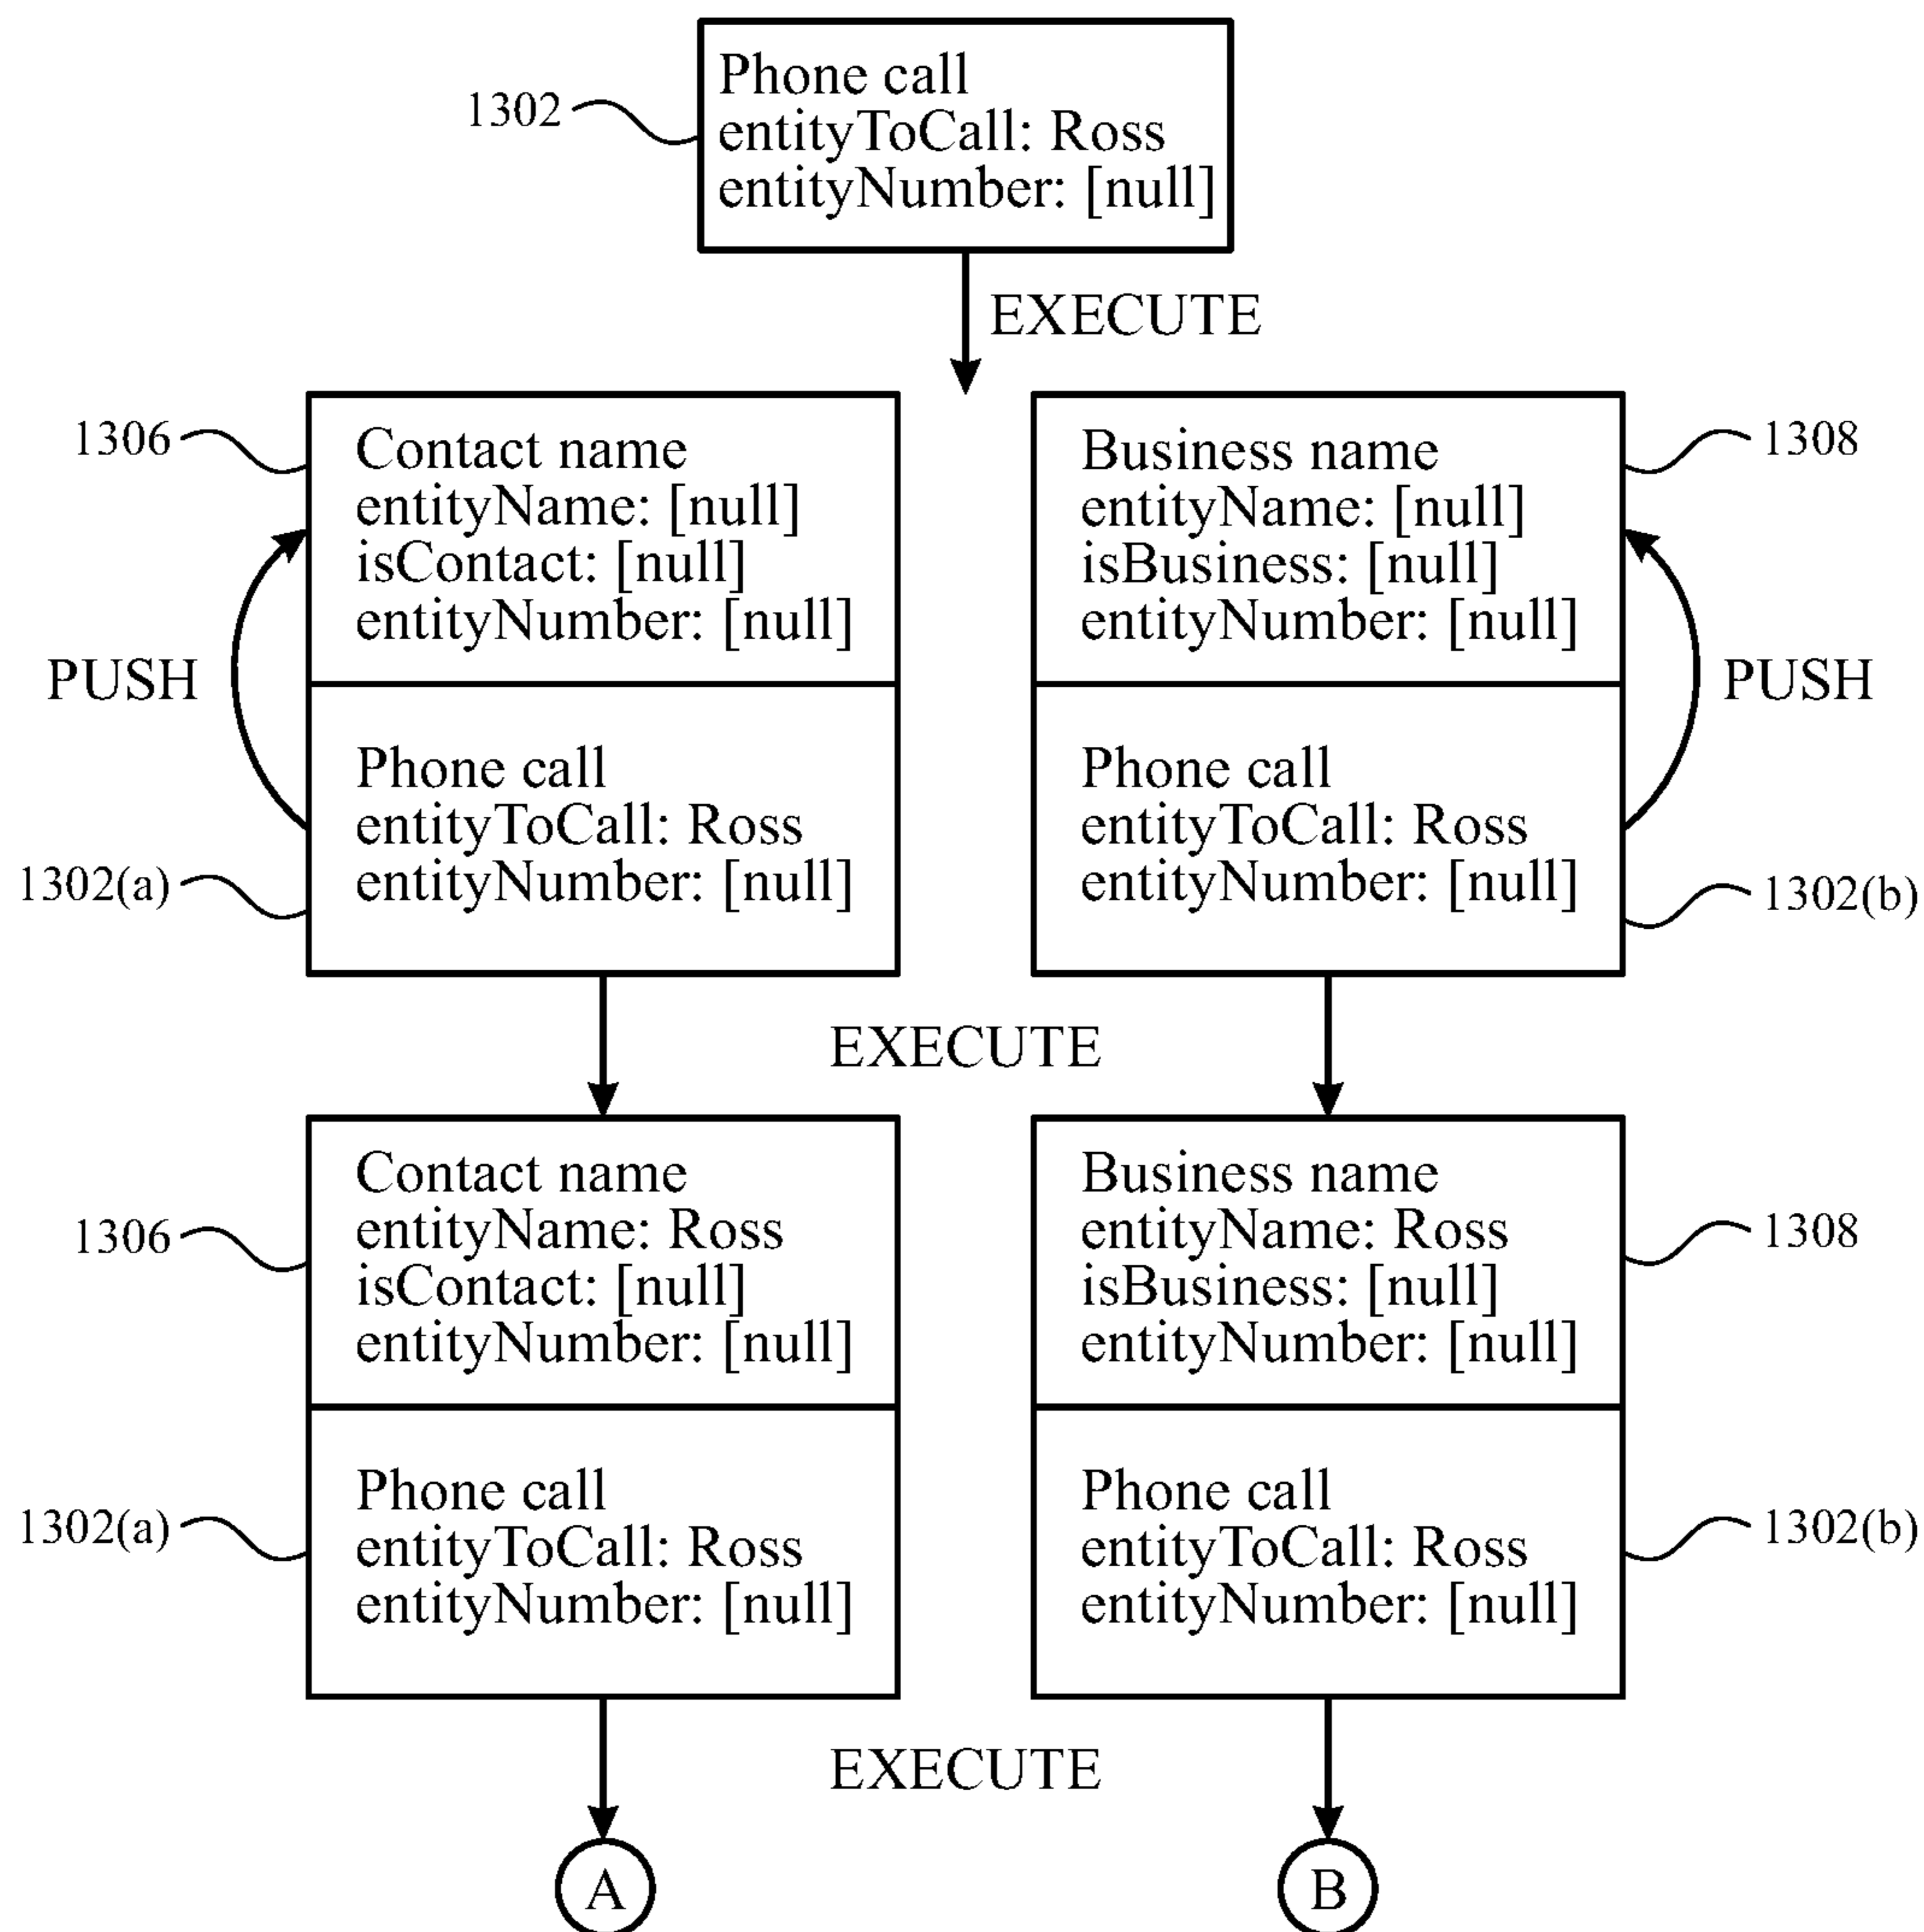 1302
Phone call
entityToCall: Ross
entityNumber: [null]
EXECUTE
1306
Contact name
entityName: [null]
isContact: [null]
entityNumber: [null]
PUSH
Phone call
entityToCall: Ross
entityNumber: [null]
1302(a)
Business name
entityName: [null]
isBusiness: [null]
entityNumber: [null]
1308
PUSH
Phone call
entityToCall: Ross
entityNumber: [null]
1302(b)
EXECUTE
1306
Contact name
entityName: Ross
isContact: [null]
entityNumber: [null]
1302(a)
Phone call
entityToCall: Ross
entityNumber: [null]
Business name
entityName: Ross
isBusiness: [null]
entityNumber: [null]
1308
Phone call
entityToCall: Ross
entityNumber: [null]
1302(b)
EXECUTE
A
B